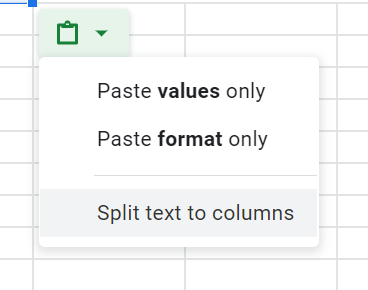 Paste values only
Paste format only
Split text to columns